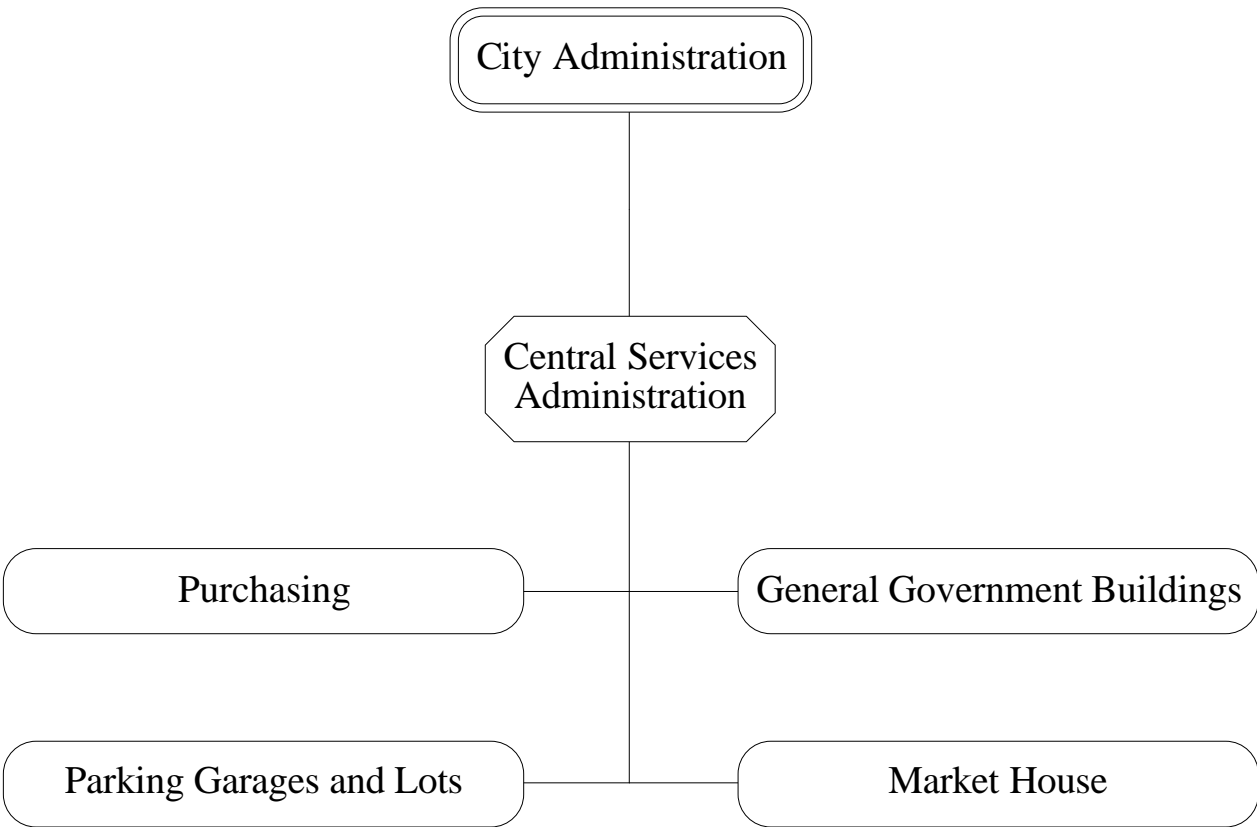 City Administration
Central Services
Administration
Purchasing
General Government Buildings
Parking Garages and Lots
Market House